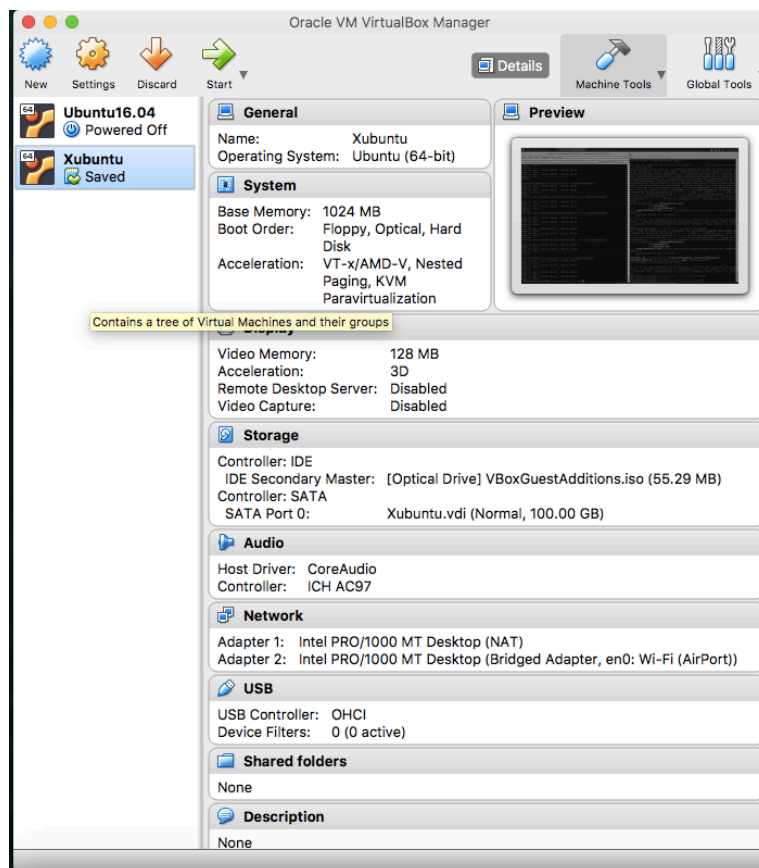 Oracle VM VirtualBox Manager
New
Settings
Discard
Start
Details
Machine Tools
Global Tools
64
Ubuntu16.04
Powered Off
64
Xubuntu
Saved
General
Name: Xubuntu
Operating System: Ubuntu (64-bit)
Preview
System
Base Memory: 1024 MB
Boot Order: Floppy, Optical, Hard
Disk
Acceleration: VT-x/AMD-V, Nested
Paging, KVM
Paravirtualization
Contains a tree of Virtual Machines and their groups
Display
Video Memory: 128 MB
Acceleration: 3D
Remote Desktop Server: Disabled
Video Capture: Disabled
Storage
Controller: IDE
IDE Secondary Master: [Optical Drive] VBoxGuestAdditions.iso (55.29 MB)
Controller: SATA
SATA Port 0: Xubuntu.vdi (Normal, 100.00 GB)
Audio
Host Driver: CoreAudio
Controller: ICH AC97
Network
Adapter 1: Intel PRO/1000 MT Desktop (NAT)
Adapter 2: Intel PRO/1000 MT Desktop (Bridged Adapter, en0: Wi-Fi (AirPort))
USB
USB Controller: OHCI
Device Filters: 0 (0 active)
Shared folders
None
Description
None